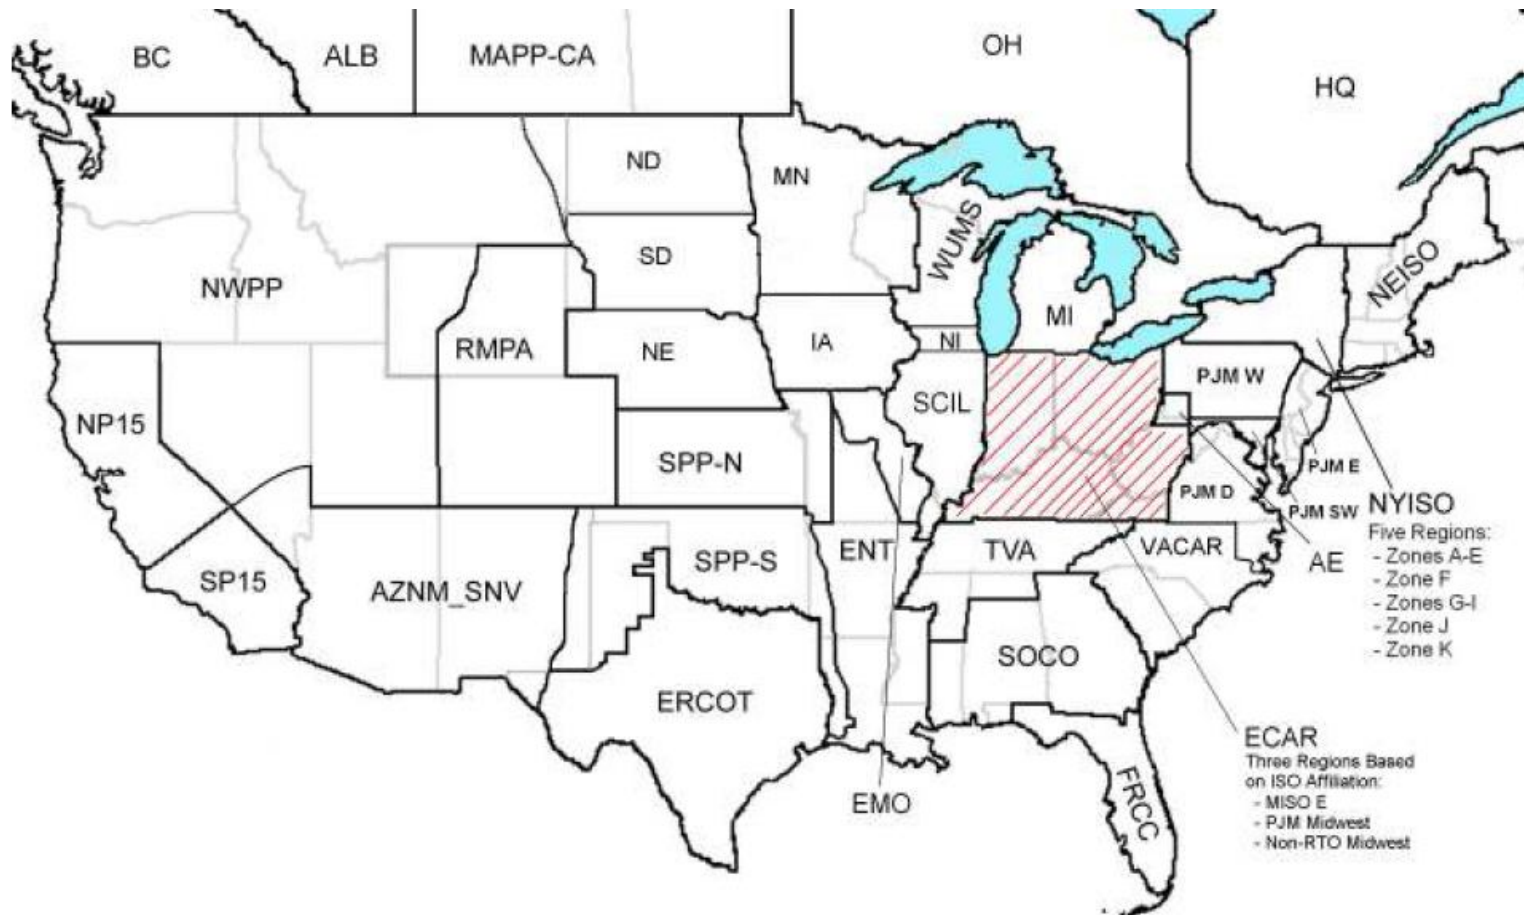 BC
ALB
MAPP-CA
OH
HQ
ND
MN
SD
WUMS
NEISO
NWPP
MI
RMPA
NE
IA
NI
PJM W
SCIL
NP15
SPP-N
PJM E
PJM D
PJM SW
NYISO
Five Regions:
- Zones A-E
- Zone F
- Zones G-I
- Zone J
- Zone K
ENT
TVA
VACAR
AE
SPP-S
SP15
AZNM_SNV
SOCO
ERCOT
ECAR
Three Regions Based
on ISO Affiliation:
- MISO E
- PJM Midwest
- Non-RTO Midwest
EMO
FRCC